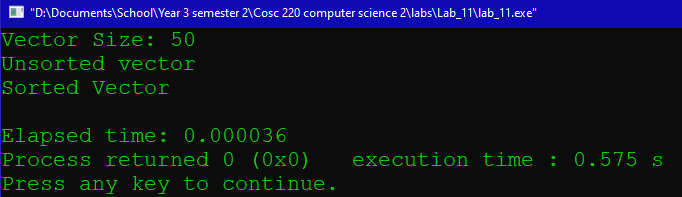 "D:\Documents\School\Year 3 semester 2\Cosc 220 computer science 2\labs\Lab_11\lab_11.exe"
Vector Size: 50
Unsorted vector
Sorted Vector
Elapsed time: 0.000036
Process returned 0 (0x0)   execution time : 0.575 s
Press any key to continue.